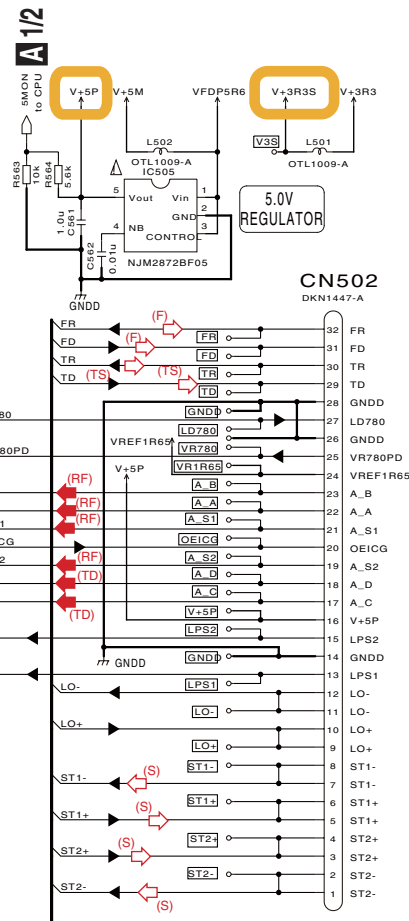 A 1/2
5MON
to CPU
V+5P
V+5M
VFDP5R6
V+3R3S
V+3R3
L502
OTL1009-A
V3S
L501
OTL1009-A
R563
10k
R564
5.6k
IC505
5
Vout
Vin
1
GND
2
4
NB
CONTROL
3
NJM2872BF05
5.0V
REGULATOR
1.0u
C561
C562
0.01u
GNDD
CN502
DKN1447-A
FR
(F)
FR
32
FR
FD
(F)
FD
31
FD
TR
TR
30
TR
TD
(TS)
(TS)
TD
29
TD
GNDD
28
GNDD
780
LD780
27
LD780
26
GNDD
80PD
VREF1R65
VR780
25
VR780PD
V+5P
VR1R65
24
VREF1R65
(RF)
A_B
23
A_B
(RF)
A_A
22
A_A
1
(RF)
A_S1
21
A_S1
CG
OEICG
20
OEICG
2
(RF)
A_S2
19
A_S2
(TD)
A_D
18
A_D
(TD)
A_C
17
A_C
V+5P
16
V+5P
LPS2
15
LPS2
GNDD
GNDD
14
GNDD
LPS1
13
LPS1
LO-
12
LO-
LO-
11
LO-
LO+
10
LO+
LO+
9
LO+
ST1-
8
ST1-
ST1-
(S)
7
ST1-
ST1+
6
ST1+
ST1+
(S)
5
ST1+
ST2+
4
ST2+
ST2+
(S)
3
ST2+
ST2-
2
ST2-
ST2-
(S)
1
ST2-